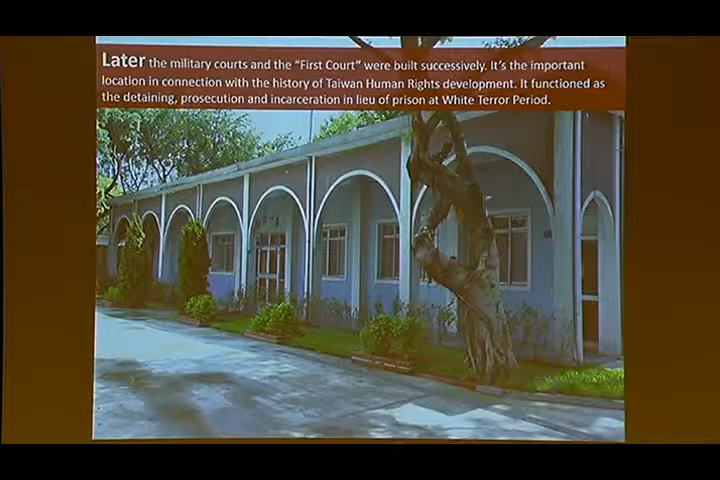 Later the military courts and the “First Court” were built successively. It’s the important
location in connection with the history of Taiwan Human Rights development. It functioned as
the detaining, prosecution and incarceration in lieu of prison at White Terror Period.